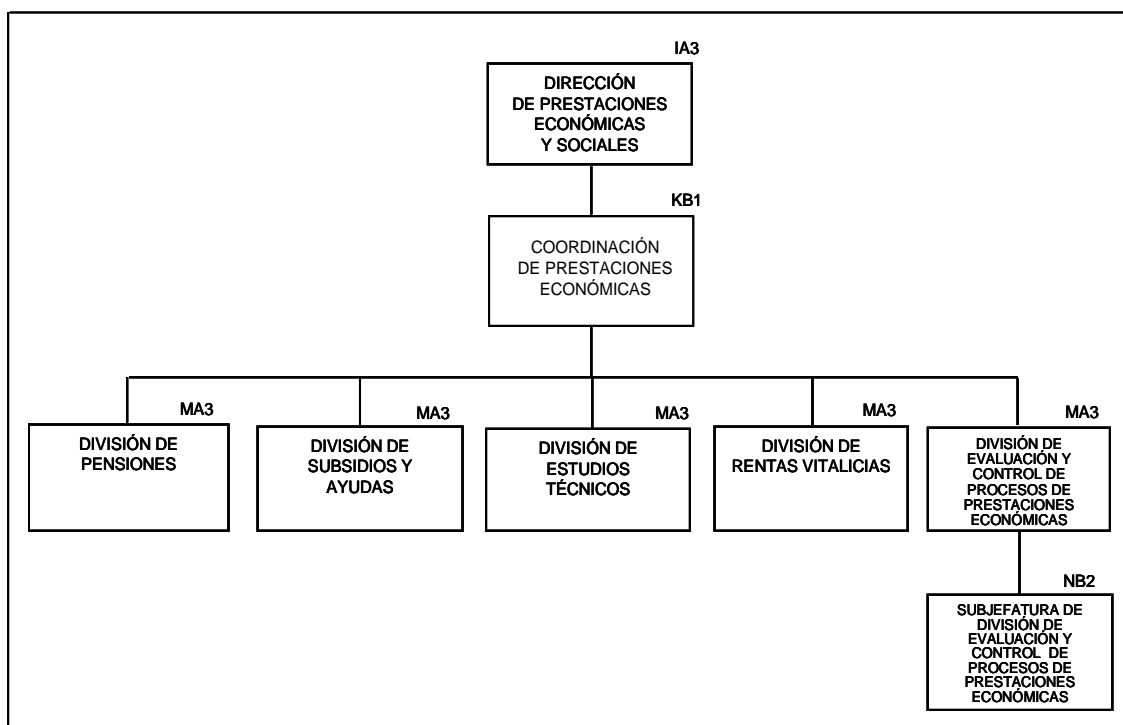 IA3
DIRECCIÓN
DE PRESTACIONES
ECONÓMICAS
Y SOCIALES
KB1
COORDINACIÓN
DE PRESTACIONES
ECONÓMICAS
MA3
DIVISIÓN DE
PENSIONES
MA3
DIVISIÓN DE
SUBSIDIOS Y
AYUDAS
MA3
DIVISIÓN DE
ESTUDIOS
TÉCNICOS
MA3
DIVISIÓN DE
RENTAS VITALICIAS
MA3
DIVISIÓN DE
EVALUACIÓN Y
CONTROL DE
PROCESOS DE
PRESTACIONES
ECONÓMICAS
NB2
SUBJEFATURA DE
DIVISIÓN DE
EVALUACIÓN Y
CONTROL DE
PROCESOS DE
PRESTACIONES
ECONÓMICAS